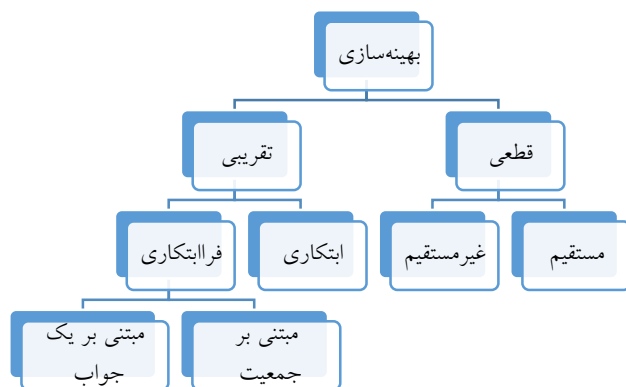 بهینه‌سازی
قطعی
تقریبی
مستقیم
غیرمستقیم
ابتکاری
فراابتکاری
مبتنی بر
جمعیت
مبتنی بر یک
جواب